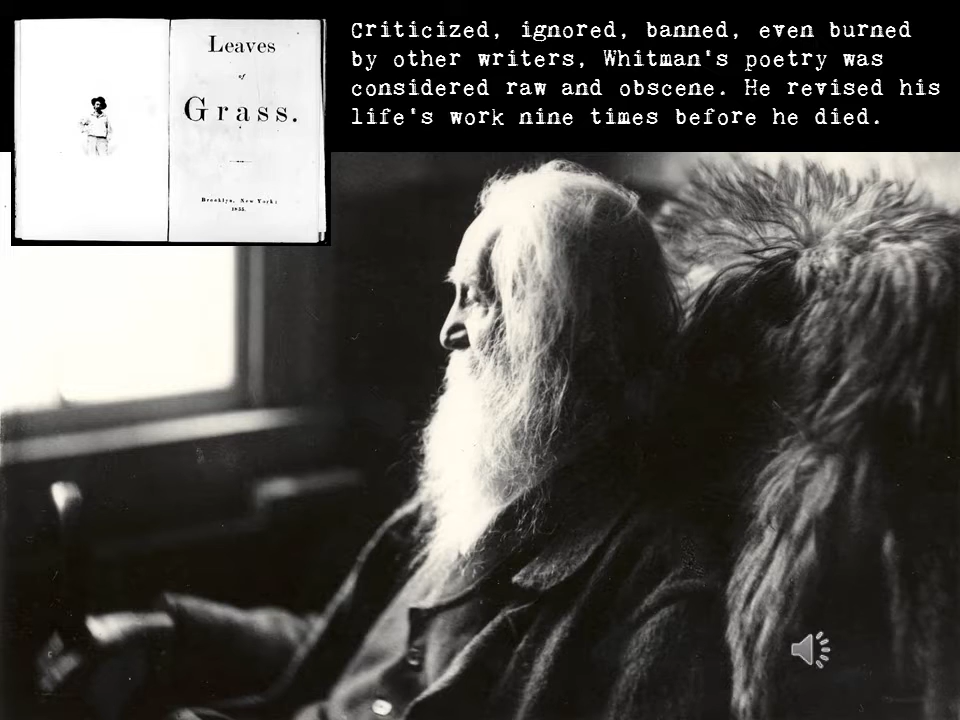 Leaves
of
Grass.
Brooklyn, New York:
1855.
Criticized, ignored, banned, even burned
by other writers, Whitman's poetry was
considered raw and obscene. He revised his
life's work nine times before he died.